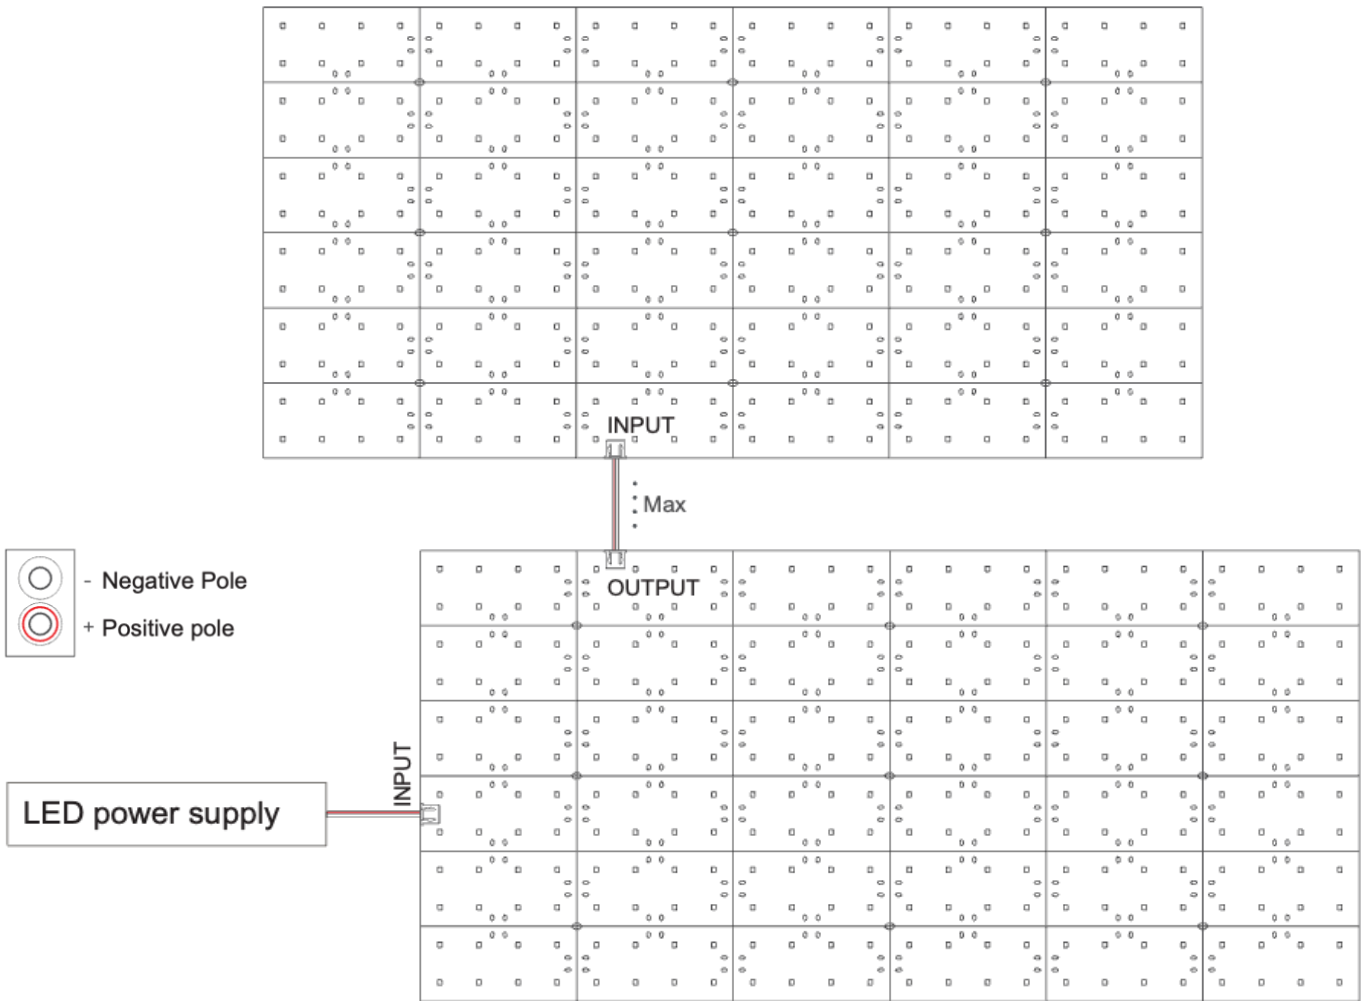 INPUT
Max
OUTPUT
- Negative Pole
+ Positive pole
INPUT
LED power supply